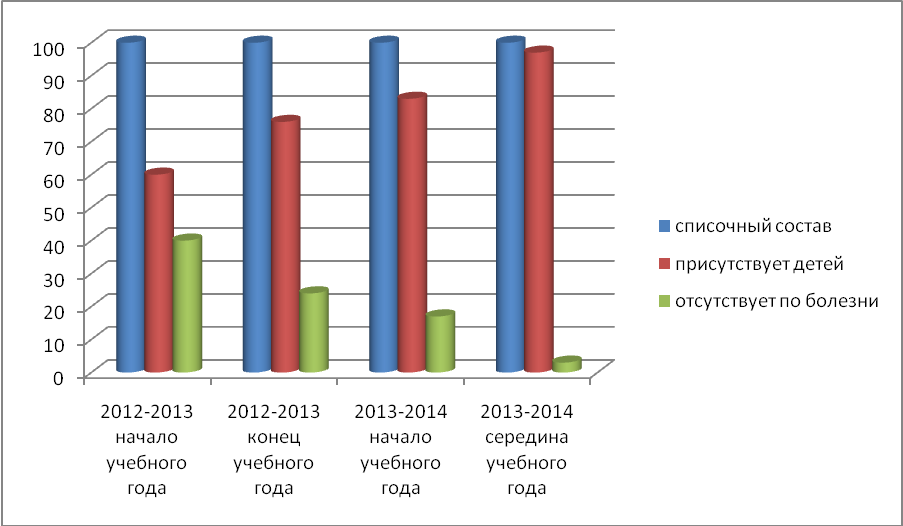 100
90
80
70
60
50
40
30
20
10
0
2012-2013
начало
учебного
года
2012-2013
конец
учебного
года
2013-2014
начало
учебного
года
2013-2014
середина
учебного
года
списочный состав
присутствует детей
отсутствует по болезни